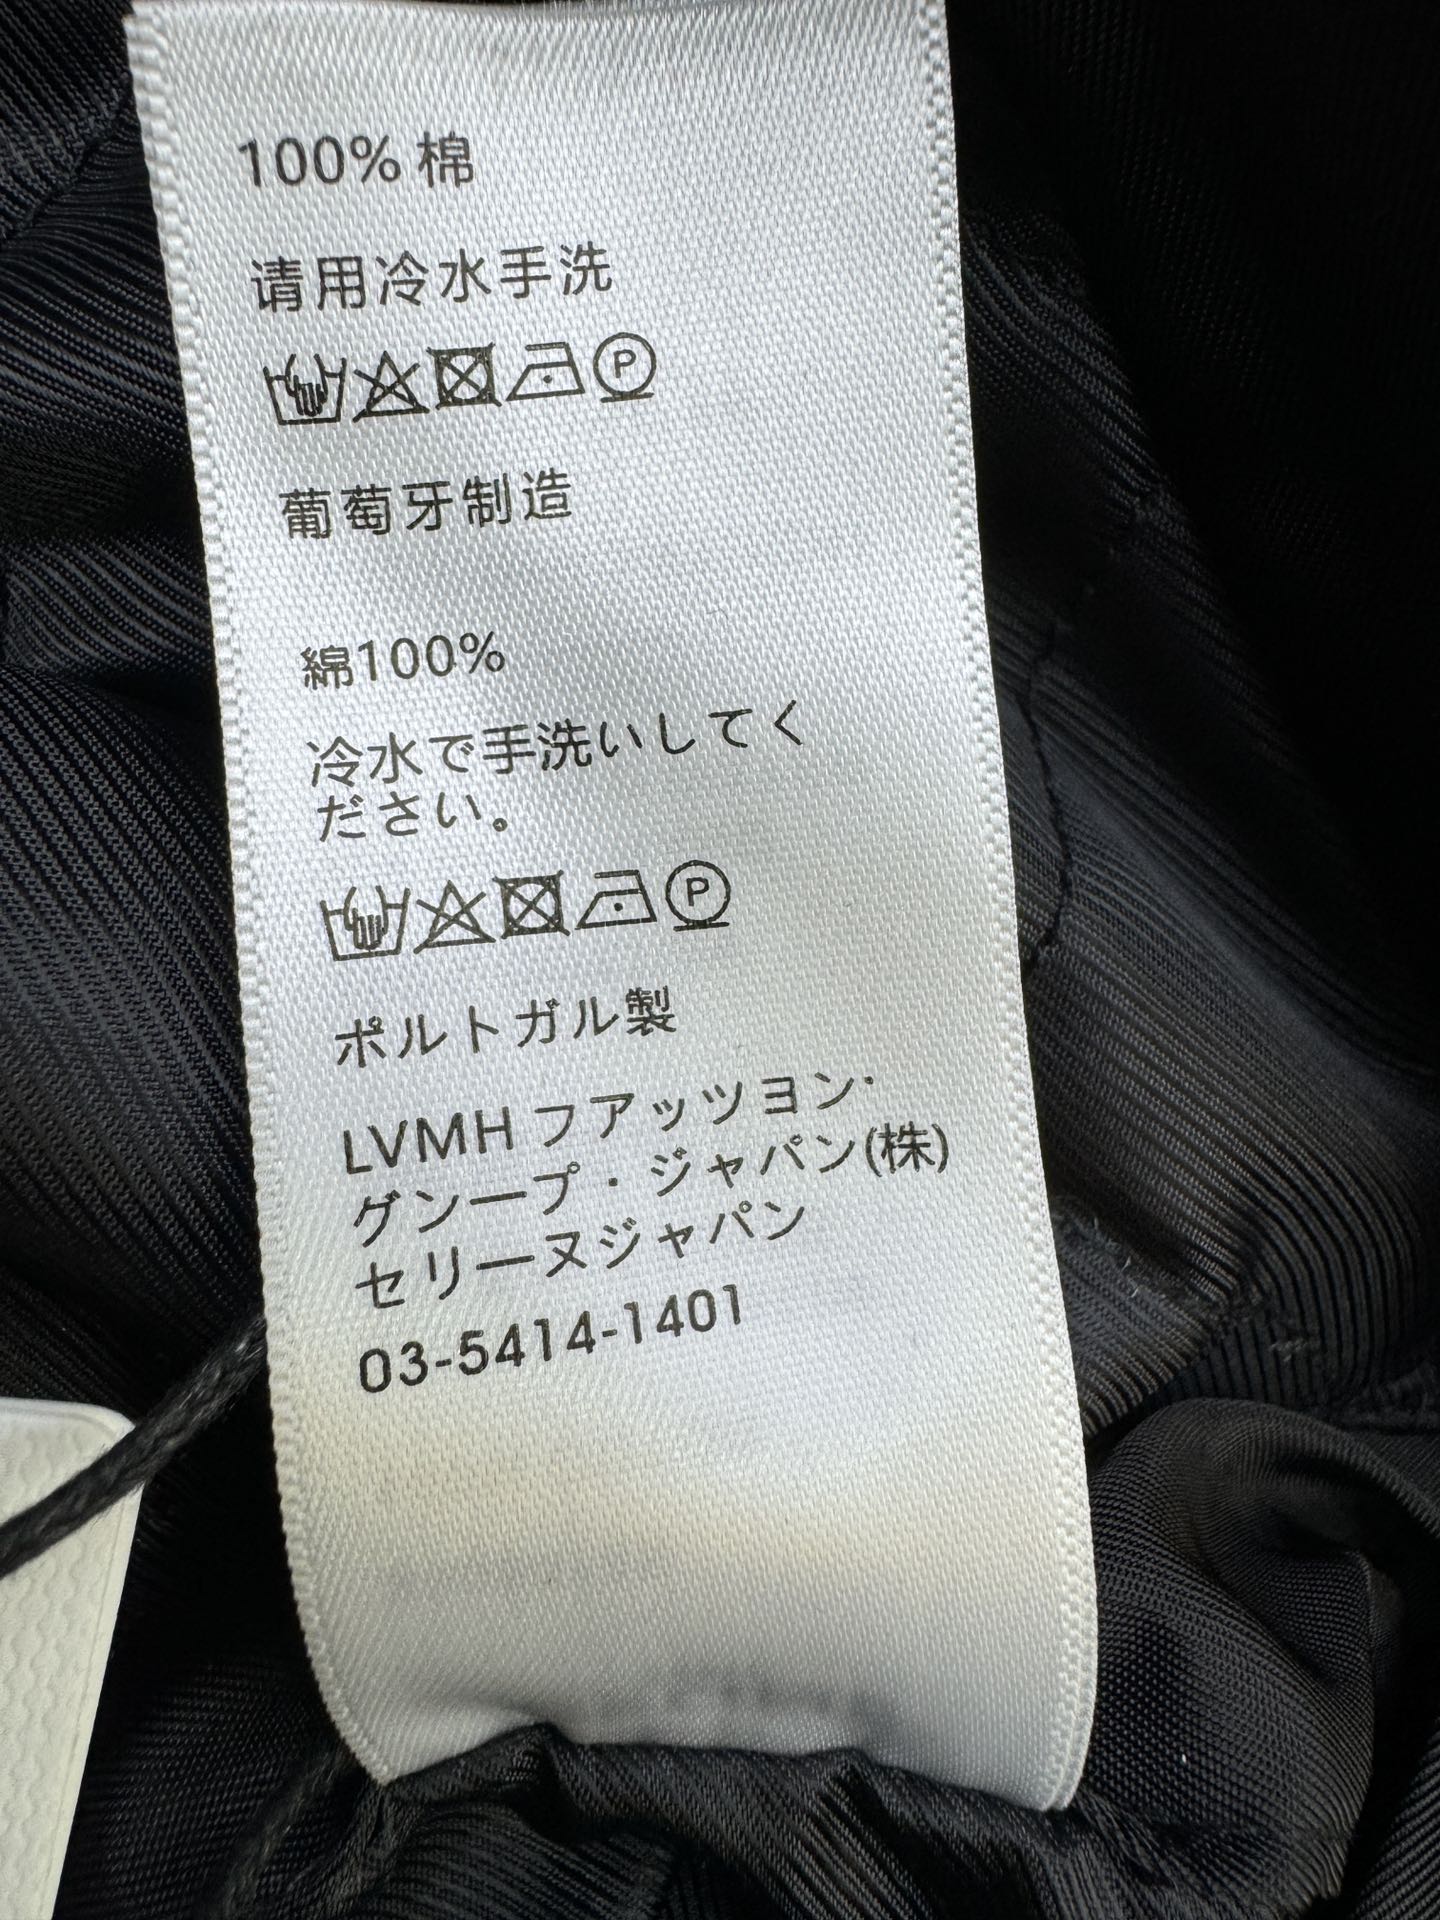 100% 棉
请用冷水手洗
P
葡萄牙制造
綿100%
冷水で手洗いしてく
ださい。
P
ポルトガル製
LVMH ファッツヨン·
グンープ・ジャパン(株)
セリーヌジャパン
03-5414-1401